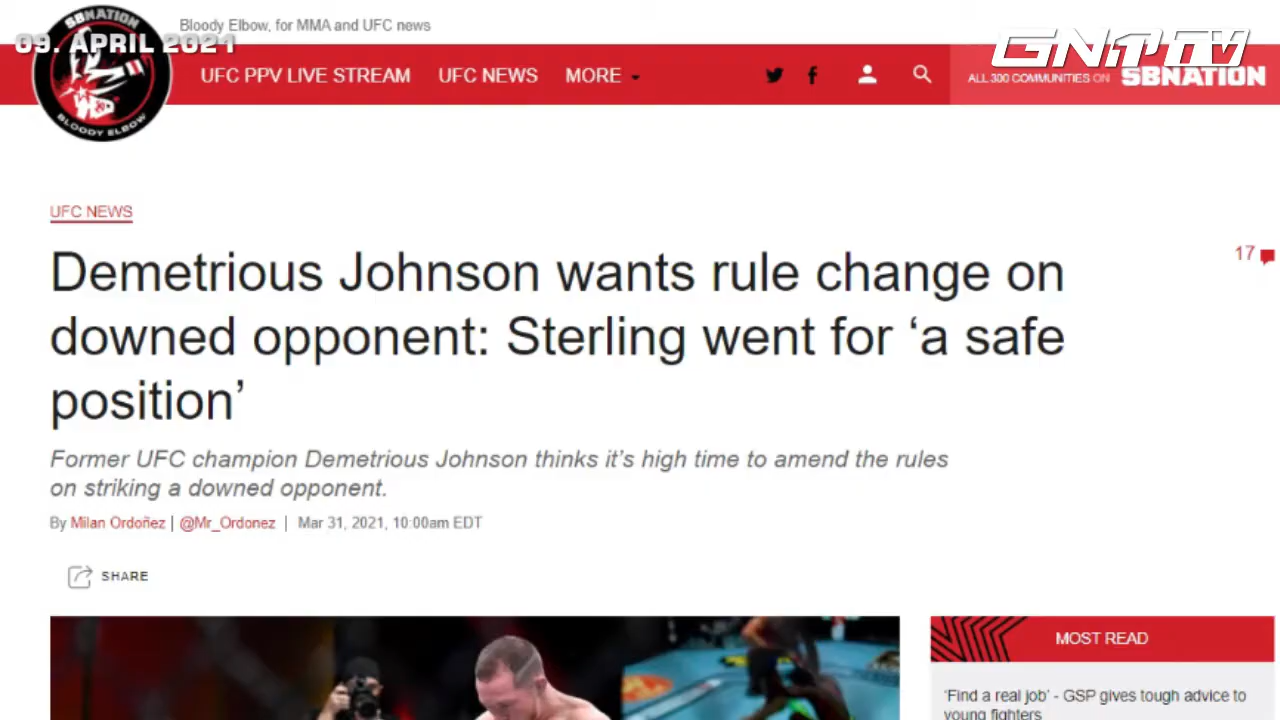 Bloody Elbow, for MMA and UFC news
09. APRIL 2021
GNP TV
SBNATION
BLOODY ELBOW
UFC PPV LIVE STREAM UFC NEWS MORE
ALL 300 COMMUNITIES ON SBNATION
UFC NEWS
Demetrious Johnson wants rule change on
downed opponent: Sterling went for ‘a safe
position’
17
Former UFC champion Demetrious Johnson thinks it’s high time to amend the rules
on striking a downed opponent.
By Milan Ordoñez | @Mr_Ordonez | Mar 31, 2021, 10:00am EDT
SHARE
MOST READ
‘Find a real job’ - GSP gives tough advice to
young fighters